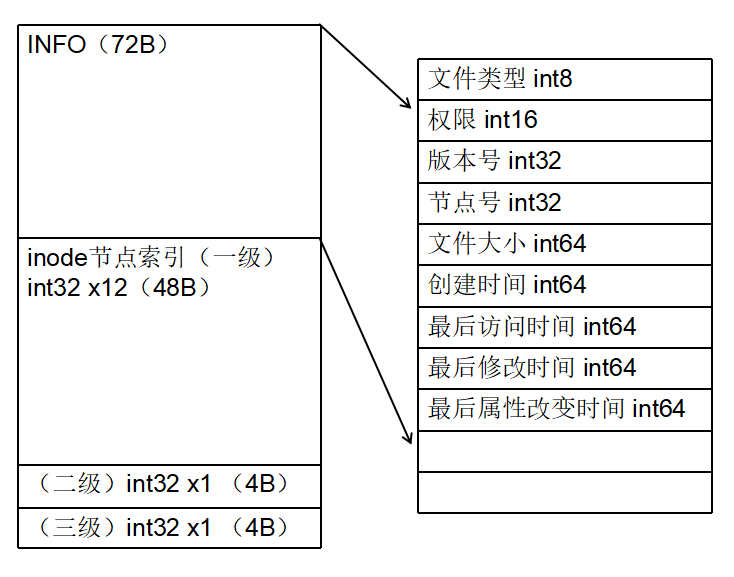 INFO（72B）
inode节点索引（一级）
int32 x12（48B）
（二级）int32 x1 （4B）
（三级）int32 x1 （4B）
文件类型 int8
权限 int16
版本号 int32
节点号 int32
文件大小 int64
创建时间 int64
最后访问时间 int64
最后修改时间 int64
最后属性改变时间 int64